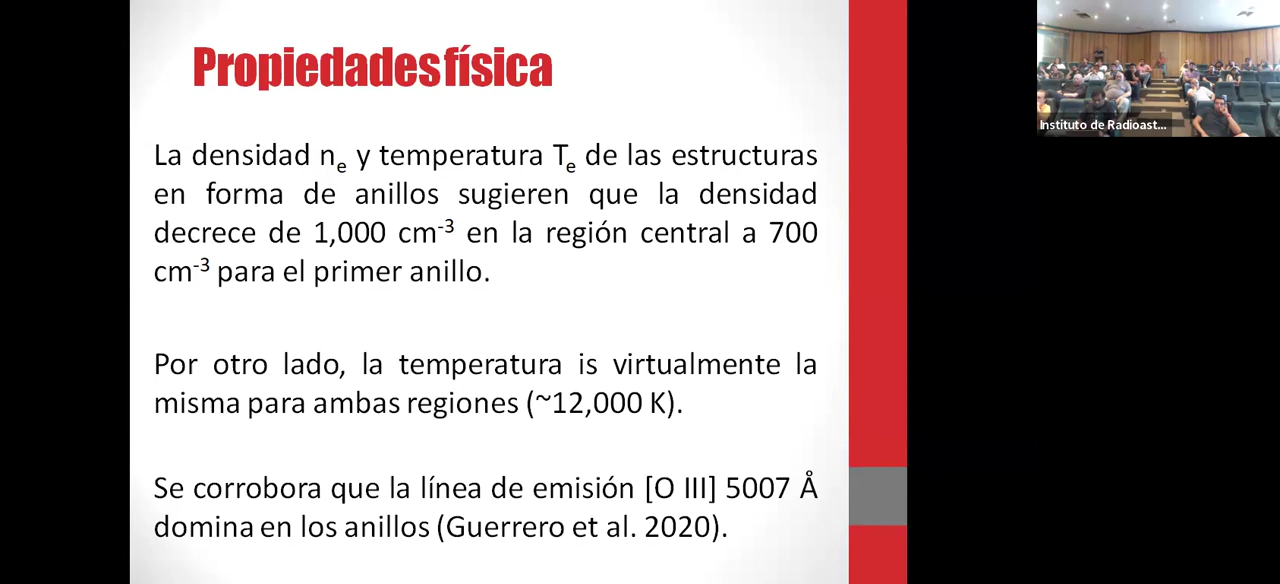 Propiedades física
La densidad nₑ y temperatura Tₑ de las estructuras
en forma de anillos sugieren que la densidad
decrece de 1,000 cm⁻³ en la región central a 700
cm⁻³ para el primer anillo.
Por otro lado, la temperatura is virtualmente la
misma para ambas regiones (~12,000 K).
Se corrobora que la línea de emisión [O III] 5007 Å
domina en los anillos (Guerrero et al. 2020).
Instituto de Radioast...